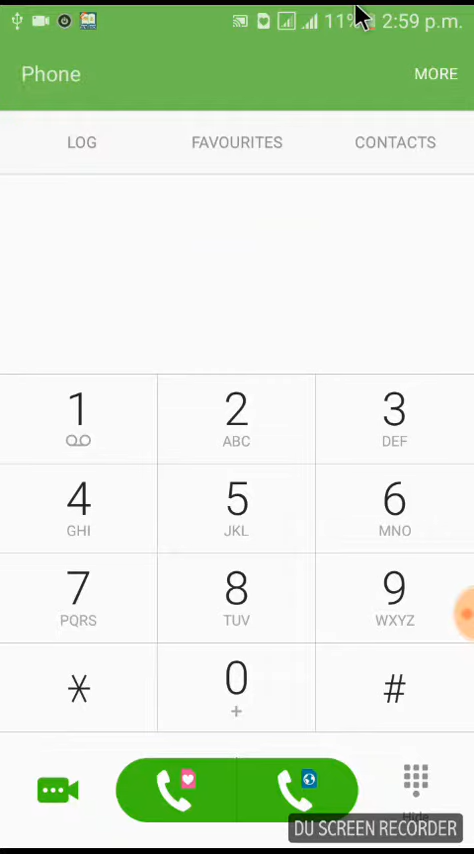 11% 2:59 p.m.
Phone
MORE
LOG FAVOURITES CONTACTS
1 2 3
ABC DEF
4 5 6
GHI JKL MNO
7 8 9
PQRS TUV WXYZ
* 0 #
+
Hide
DU SCREEN RECORDER